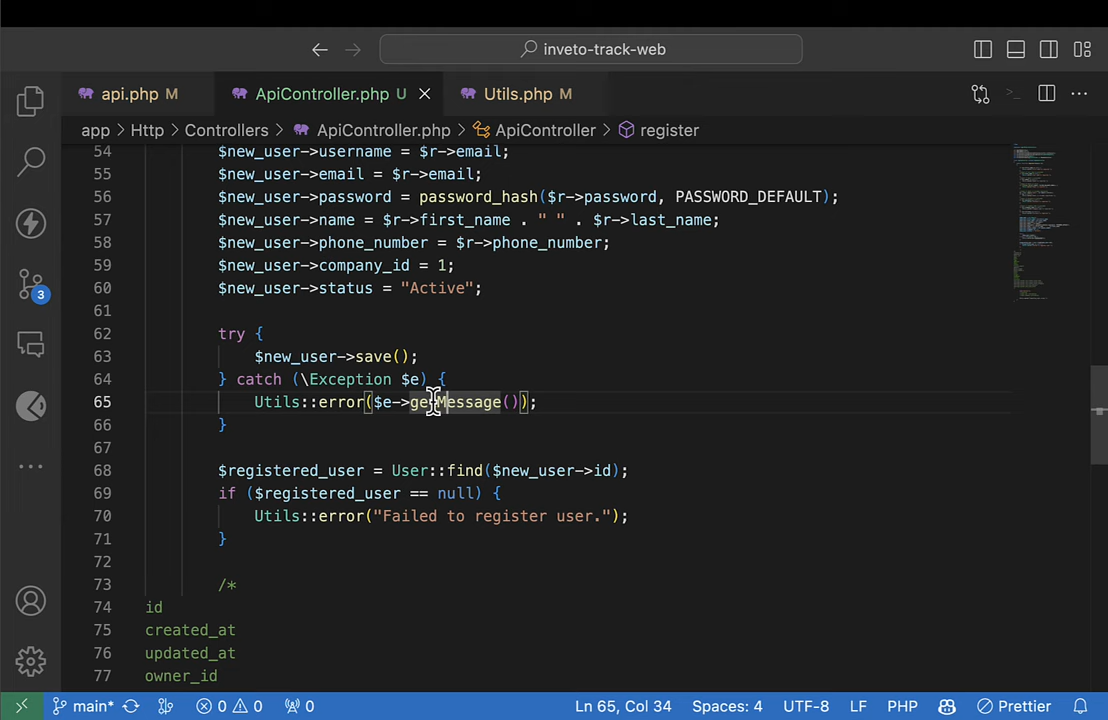 inveto-track-web
api.php M
ApiController.php U
Utils.php M
app > Http > Controllers > ApiController.php > ApiController > register
54 $new_user->username = $r->email;
55 $new_user->email = $r->email;
56 $new_user->password = password_hash($r->password, PASSWORD_DEFAULT);
57 $new_user->name = $r->first_name . " " . $r->last_name;
58 $new_user->phone_number = $r->phone_number;
59 $new_user->company_id = 1;
60 $new_user->status = "Active";
61
62 try {
63 $new_user->save();
64 } catch (\Exception $e) {
65 Utils::error($e->getMessage());
66 }
67
68 $registered_user = User::find($new_user->id);
69 if ($registered_user == null) {
70 Utils::error("Failed to register user.");
71 }
72
73 /*
74 id
75 created_at
76 updated_at
77 owner_id
3
main* 0 0 0 Ln 65, Col 34 Spaces: 4 UTF-8 LF PHP Prettier